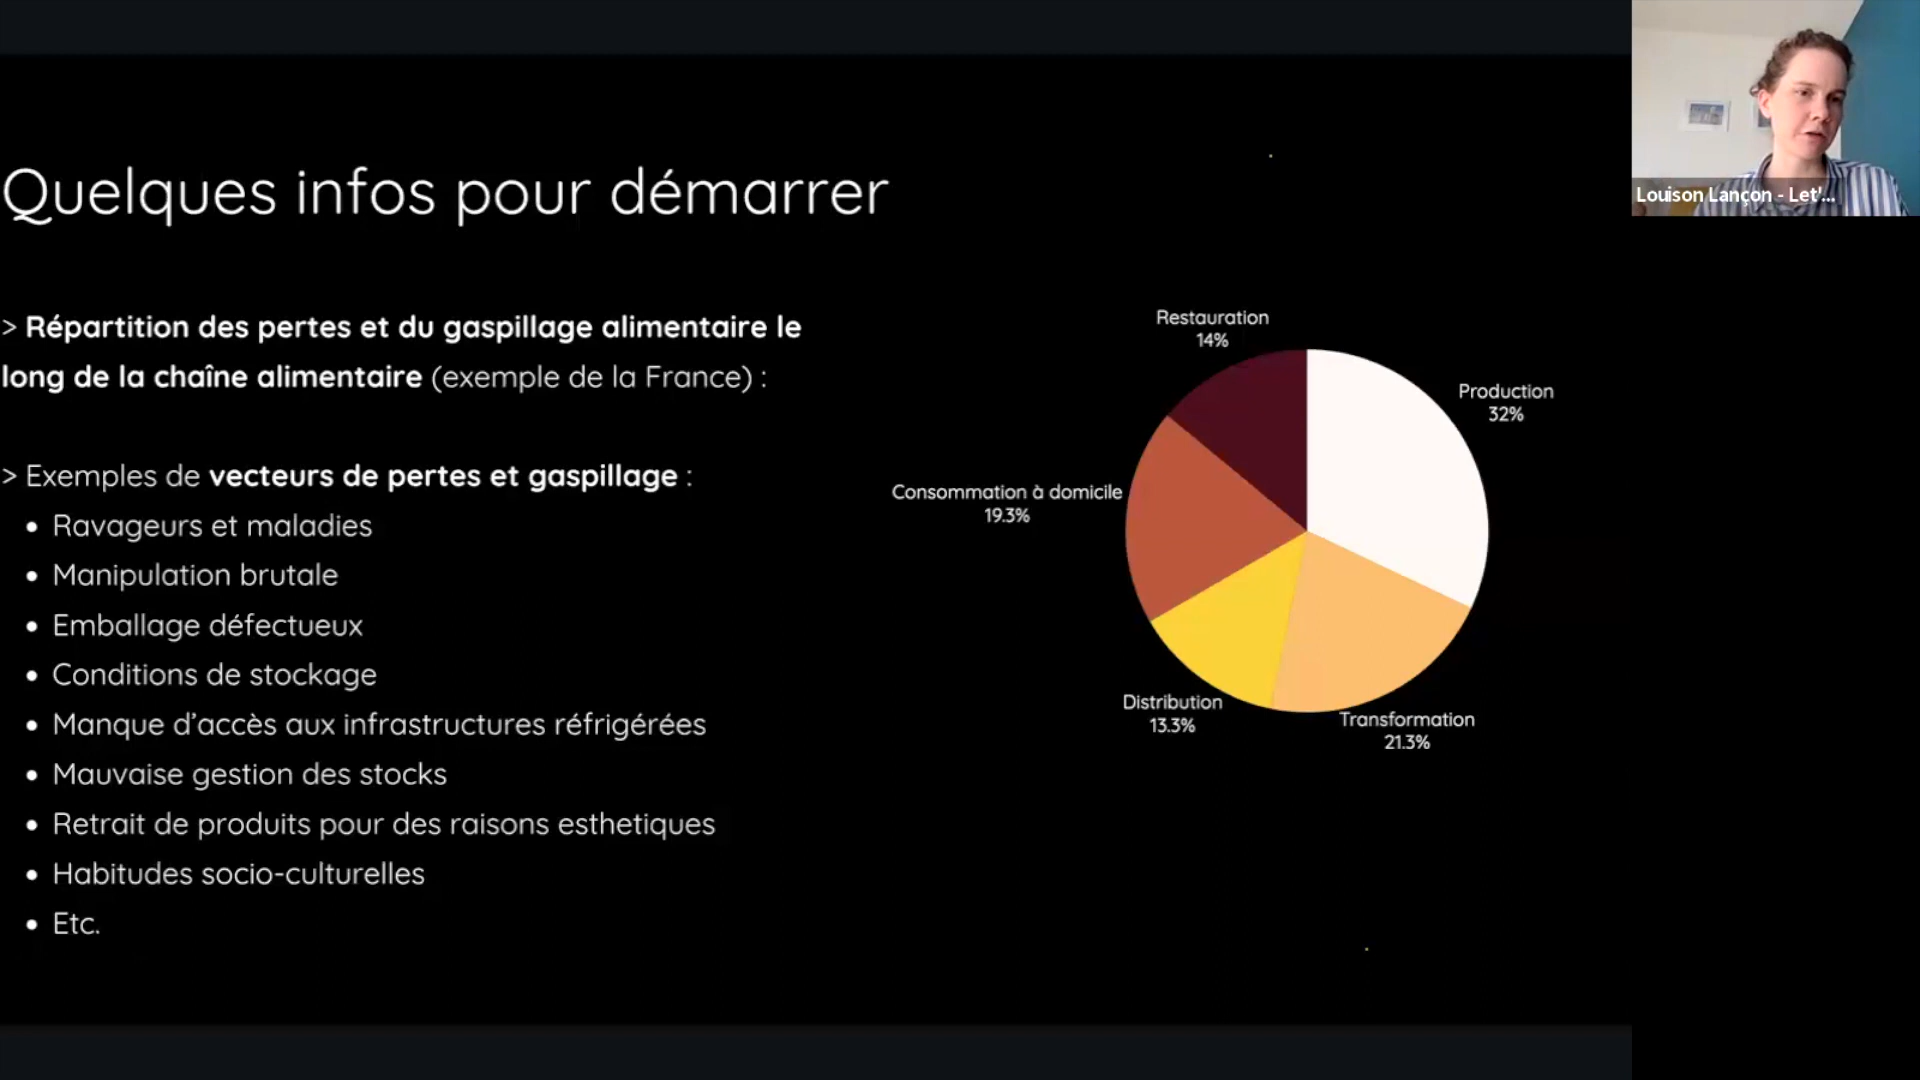 Quelques infos pour démarrer
> Répartition des pertes et du gaspillage alimentaire le
long de la chaîne alimentaire (exemple de la France) :
> Exemples de vecteurs de pertes et gaspillage :
• Ravageurs et maladies
• Manipulation brutale
• Emballage défectueux
• Conditions de stockage
• Manque d’accès aux infrastructures réfrigérées
• Mauvaise gestion des stocks
• Retrait de produits pour des raisons esthetiques
• Habitudes socio-culturelles
• Etc.
Restauration
14%
Production
32%
Consommation à domicile
19.3%
Distribution
13.3%
Transformation
21.3%
Louison Lançon - Let'...